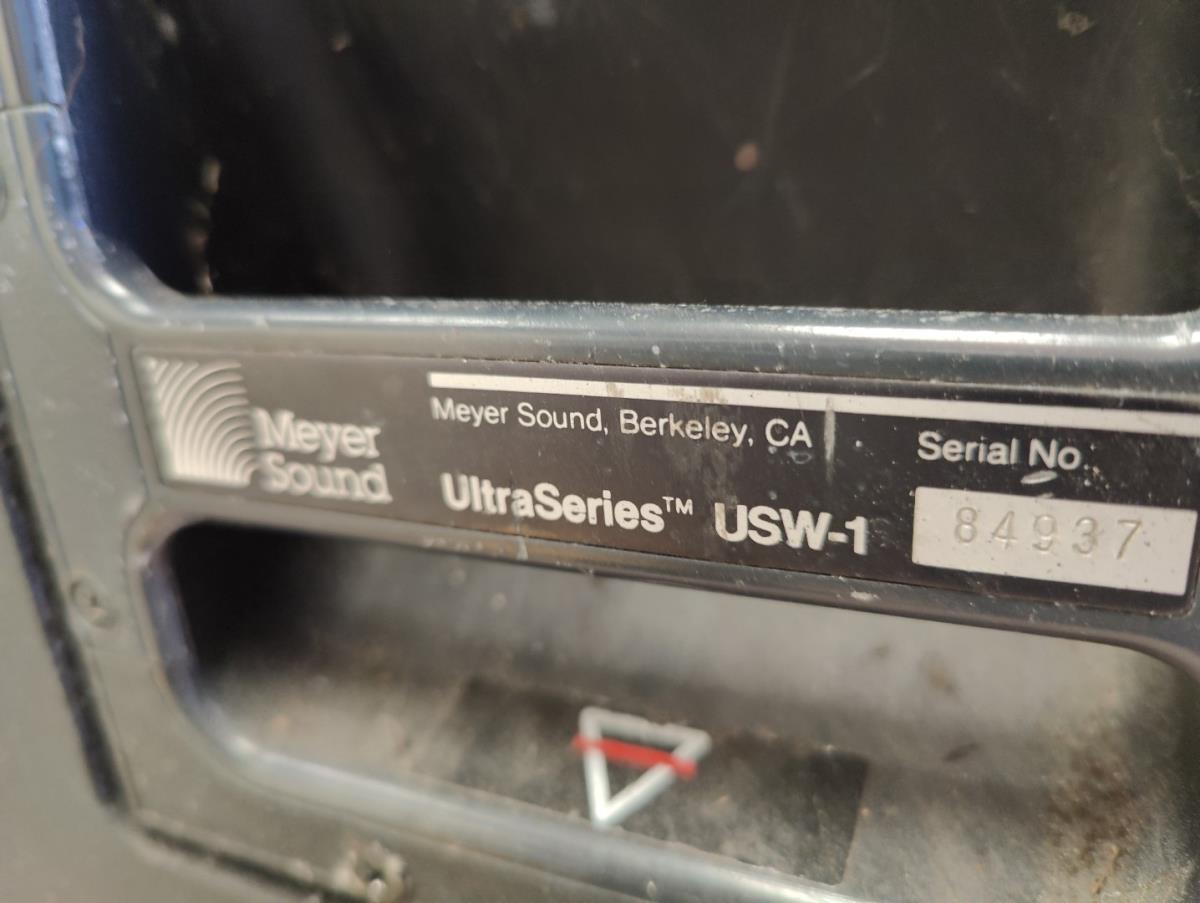 Meyer
Sound
Meyer Sound, Berkeley, CA
UltraSeries™ USW-1
Serial No.
84937